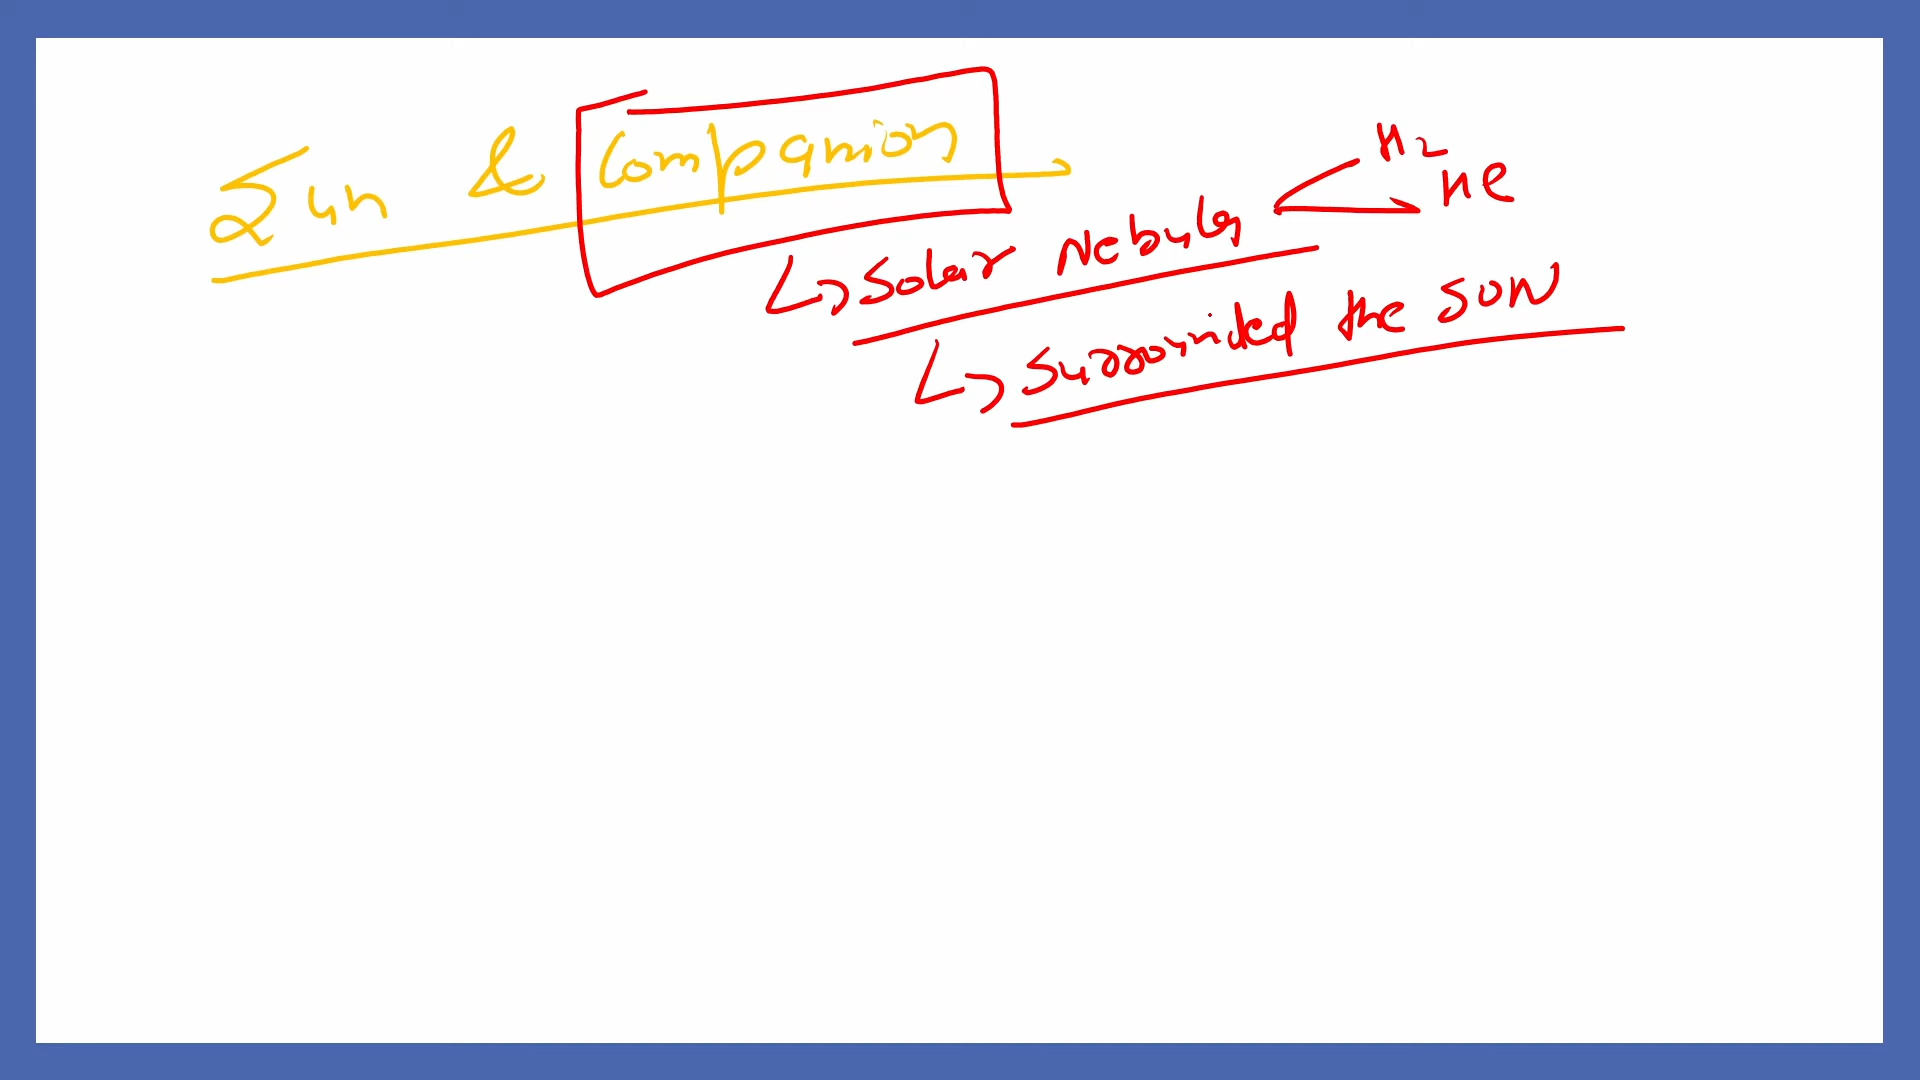 Sun & Companion
H2
He
↳ Solar Nebula
↳ Surrounded the SUN